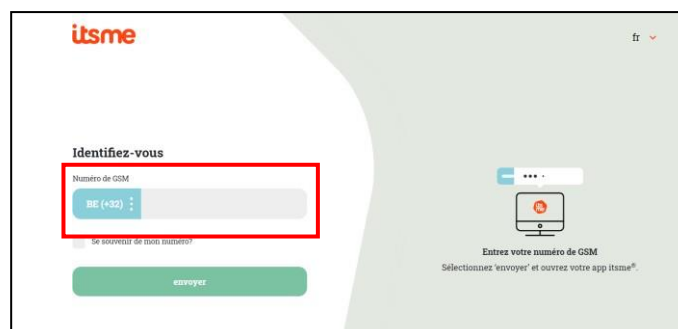 itsme
fr
Identifiez-vous
Numéro de GSM
BE (+32)
Se souvenir de mon numéro?
envoyer
Entrez votre numéro de GSM
Sélectionnez 'envoyer' et ouvrez votre app itsme®.